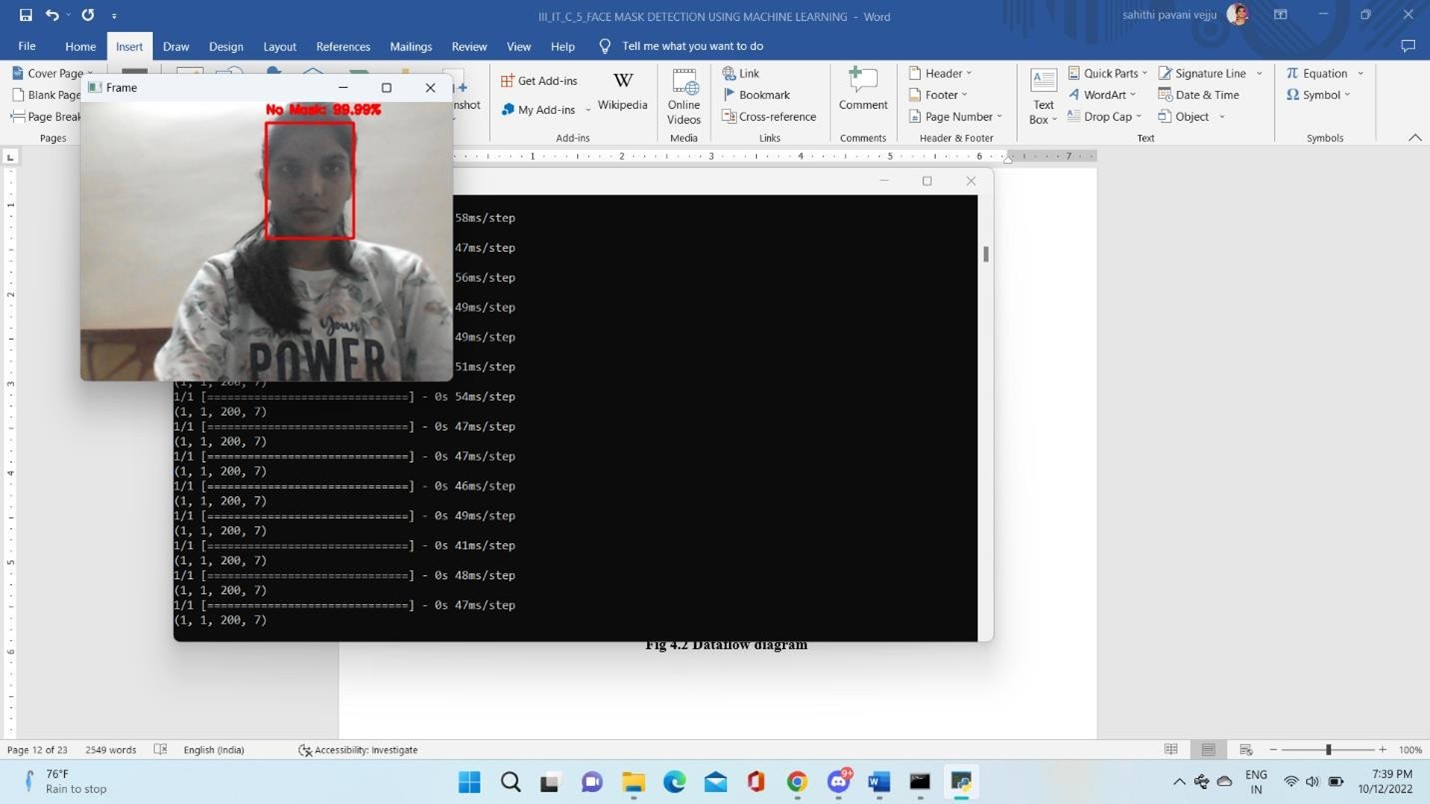 III_IT_C_5_FACE MASK DETECTION USING MACHINE LEARNING - Word
sahithi pavani vejju
File Home Insert Draw Design Layout References Mailings Review View Help Tell me what you want to do
Cover Page
Blank Page
Page Break
Pages
Frame
No Mask: 99.99%
Your
POWER
Get Add-ins
My Add-ins
Wikipedia
Add-ins
Online
Videos
Media
Link
Bookmark
Cross-reference
Links
Comment
Comments
Header
Footer
Page Number
Header & Footer
Text
Box
Quick Parts
WordArt
Drop Cap
Signature Line
Date & Time
Object
Text
Equation
Symbol
Symbols
1 2 3 4 5 6 7
58ms/step
47ms/step
56ms/step
49ms/step
49ms/step
51ms/step
(1, 1, 200, 7)
1/1 [==============================] - 0s 54ms/step
(1, 1, 200, 7)
1/1 [==============================] - 0s 47ms/step
(1, 1, 200, 7)
1/1 [==============================] - 0s 47ms/step
(1, 1, 200, 7)
1/1 [==============================] - 0s 46ms/step
(1, 1, 200, 7)
1/1 [==============================] - 0s 49ms/step
(1, 1, 200, 7)
1/1 [==============================] - 0s 41ms/step
(1, 1, 200, 7)
1/1 [==============================] - 0s 48ms/step
(1, 1, 200, 7)
1/1 [==============================] - 0s 47ms/step
(1, 1, 200, 7)
Fig 4.2 Dataflow diagram
Page 12 of 23 2549 words English (India) Accessibility: Investigate 100%
76°F
Rain to stop
9+
ENG
IN
7:39 PM
10/12/2022